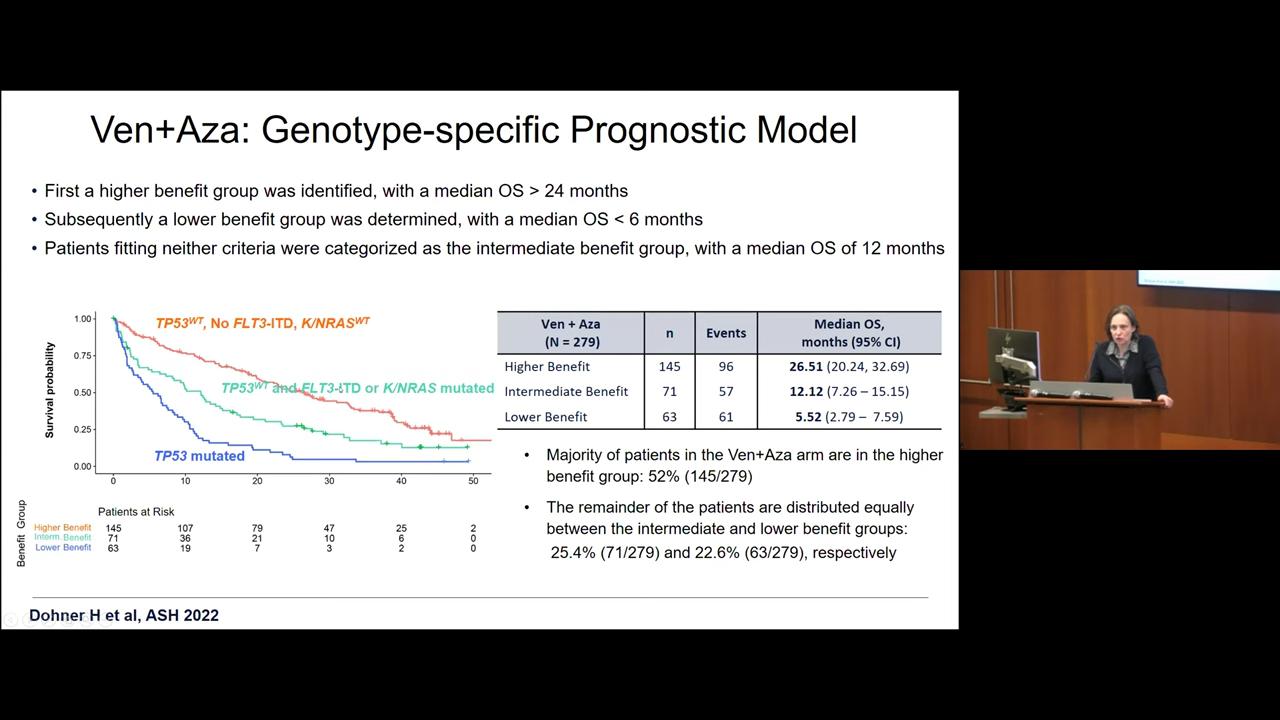 Ven+Aza: Genotype-specific Prognostic Model
• First a higher benefit group was identified, with a median OS > 24 months
• Subsequently a lower benefit group was determined, with a median OS < 6 months
• Patients fitting neither criteria were categorized as the intermediate benefit group, with a median OS of 12 months
Survival probability
1.00
0.75
0.50
0.25
0.00
TP53WT, No FLT3-ITD, K/NRASWT
TP53WT and FLT3-ITD or K/NRAS mutated
TP53 mutated
0 10 20 30 40 50
Patients at Risk
Benefit Group
Higher Benefit 145 107 79 47 25 2
Interm. Benefit 71 36 21 10 6 0
Lower Benefit 63 19 7 3 2 0
Ven + Aza (N = 279) n Events Median OS, months (95% CI)
Higher Benefit 145 96 26.51 (20.24, 32.69)
Intermediate Benefit 71 57 12.12 (7.26 – 15.15)
Lower Benefit 63 61 5.52 (2.79 – 7.59)
• Majority of patients in the Ven+Aza arm are in the higher
benefit group: 52% (145/279)
• The remainder of the patients are distributed equally
between the intermediate and lower benefit groups:
25.4% (71/279) and 22.6% (63/279), respectively
Dohner H et al, ASH 2022